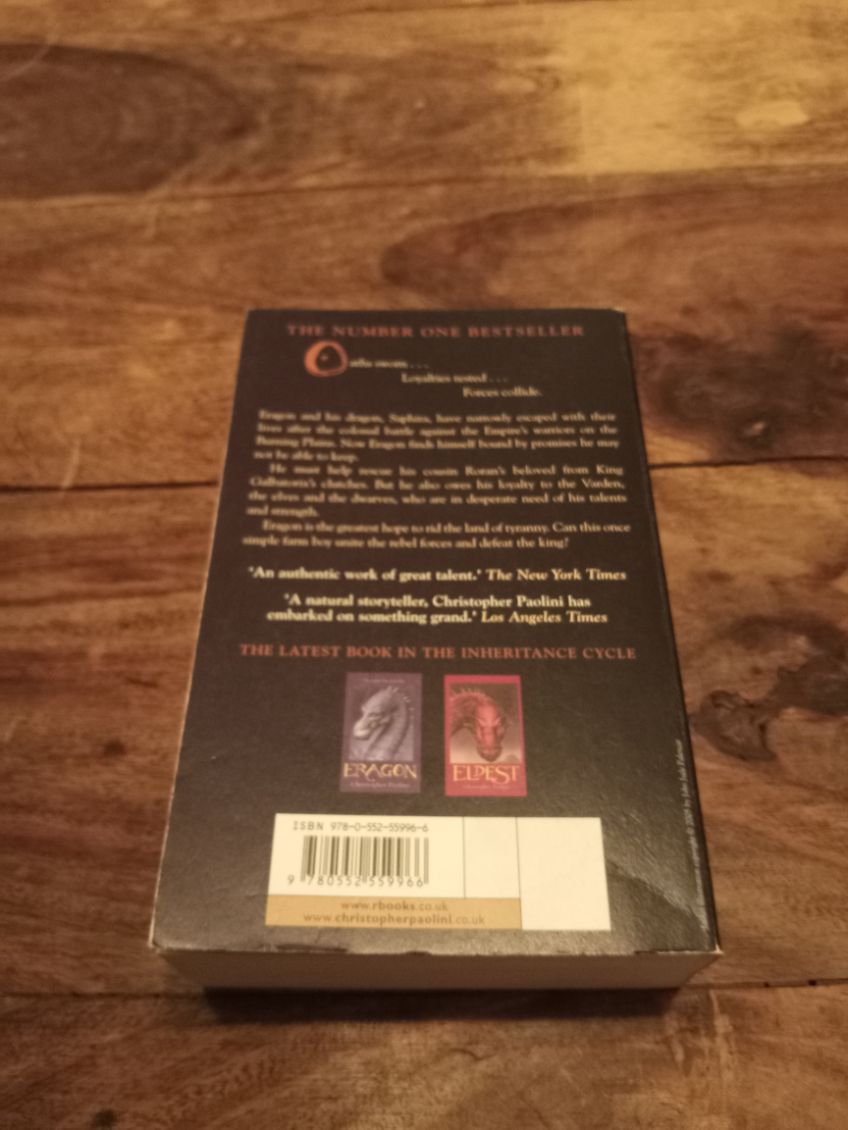 THE NUMBER ONE BESTSELLER
Oaths sworn . . .
Loyalties tested . . .
Forces collide.
Eragon and his dragon, Saphira, have narrowly escaped with their
lives after the colossal battle against the Empire's warriors on the
Burning Plains. Now Eragon finds himself bound by promises he may
not be able to keep.
He must help rescue his cousin Roran's beloved from King
Galbatorix's clutches. But he also owes his loyalty to the Varden,
the elves and the dwarves, who are in desperate need of his talents
and strength.
Eragon is the greatest hope to rid the land of tyranny. Can this once
simple farm boy unite the rebel forces and defeat the king?
'An authentic work of great talent.' The New York Times
'A natural storyteller, Christopher Paolini has
embarked on something grand.' Los Angeles Times
THE LATEST BOOK IN THE INHERITANCE CYCLE
ERAGON
Christopher Paolini
ELDEST
ISBN 978-0-552-55996-6
9 780552 559966
www.rbooks.co.uk
www.christopherpaolini.co.uk